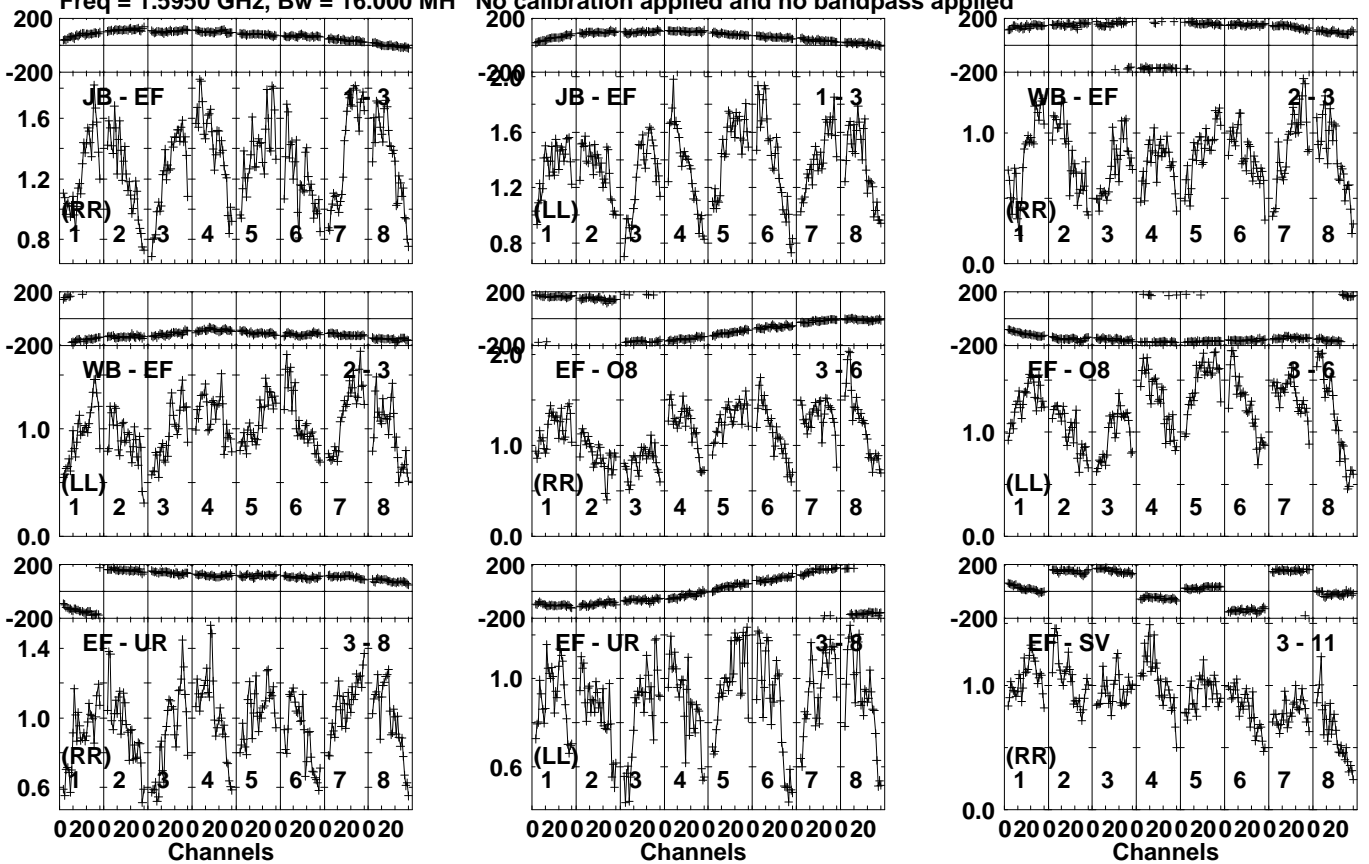 Freq = 1.5950 GHz, Bw = 16.000 MH No calibration applied and no bandpass applied
200 200 200
-200 -200 -200
JB - EF 1 - 3 2.0 JB - EF 1 - 3 WB - EF 2 - 3
1.6 1.6 1.0
1.2 1.2
(RR) (LL) (RR)
0.8 0.8
1 2 3 4 5 6 7 8 1 2 3 4 5 6 7 8 1 2 3 4 5 6 7 8
0.0
200 200 200
-200 -200 -200
2.0
WB - EF 2 - 3 EF - O8 3 - 6 EF - O8 3 - 6
1.0 1.0 1.0
(LL) (RR) (LL)
1 2 3 4 5 6 7 8 1 2 3 4 5 6 7 8 1 2 3 4 5 6 7 8
0.0 0.0 0.0
200 200 200
-200 -200 -200
EF - UR 3 - 8 EF - UR 3 - 8 EF - SV 3 - 11
1.4 1.0 1.0
1.0
(RR) (LL) (RR)
0.6 0.6
1 2 3 4 5 6 7 8 1 2 3 4 5 6 7 8 1 2 3 4 5 6 7 8
0.0
0 20 0 20 0 20 0 20 0 20 0 20 0 20 0 20 0 20 0 20 0 20 0 20 0 20 0 20 0 20 0 20 0 20 0 20 0 20 0 20 0 20 0 20 0 20 0 20
Channels Channels Channels